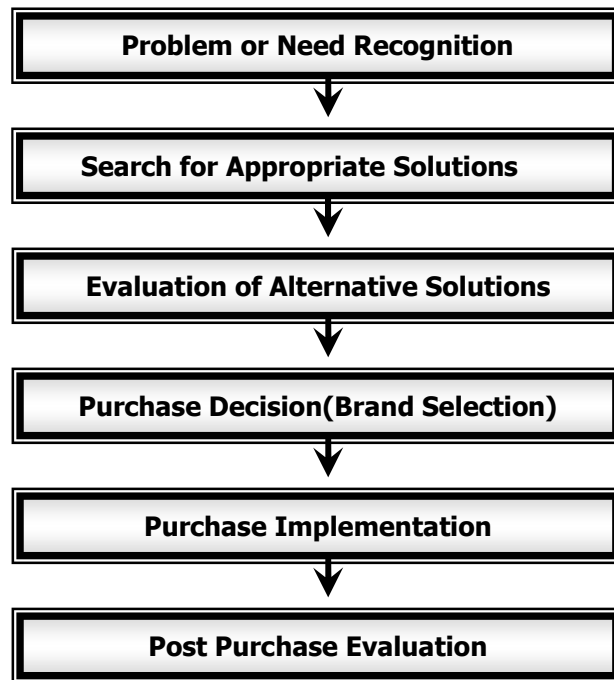 Problem or Need Recognition
Search for Appropriate Solutions
Evaluation of Alternative Solutions
Purchase Decision(Brand Selection)
Purchase Implementation
Post Purchase Evaluation